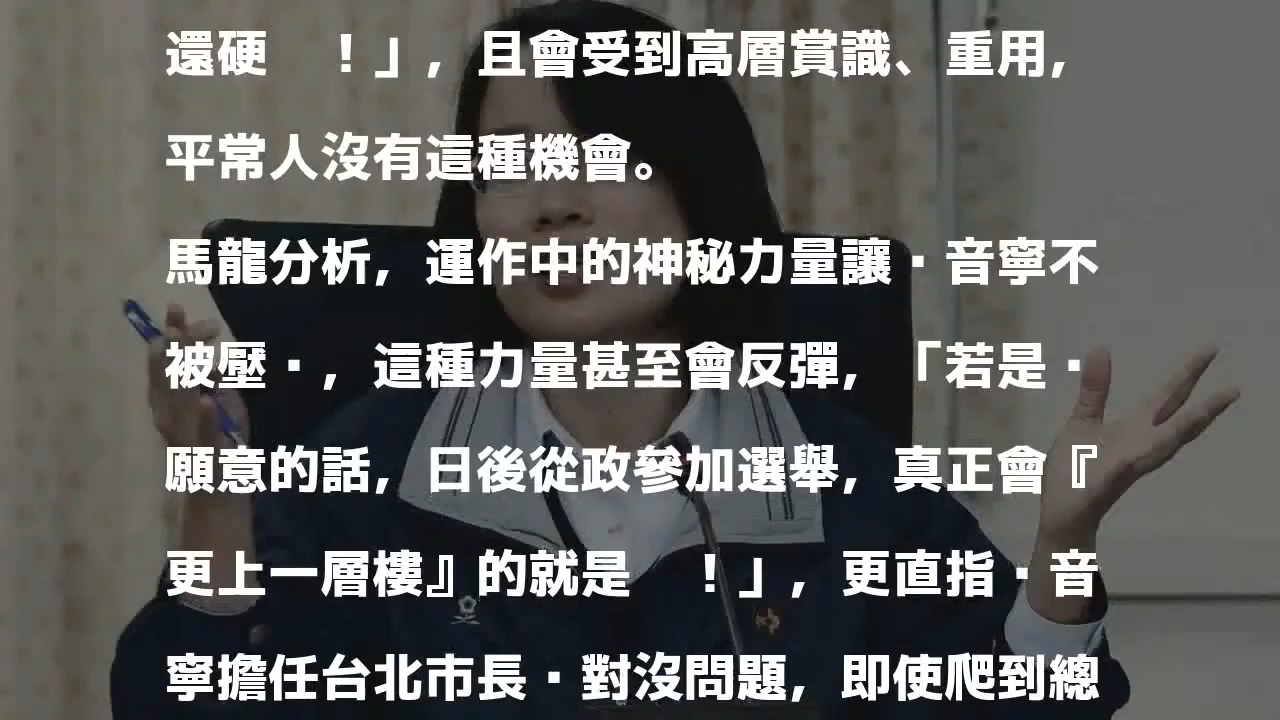 還硬　！」，且會受到高層賞識、重用，
平常人沒有這種機會。
馬龍分析，運作中的神秘力量讓▪音寧不
被壓▪，這種力量甚至會反彈，「若是▪
願意的話，日後從政參加選舉，真正會『
更上一層樓』的就是　！」，更直指▪音
寧擔任台北市長▪對沒問題，即使爬到總